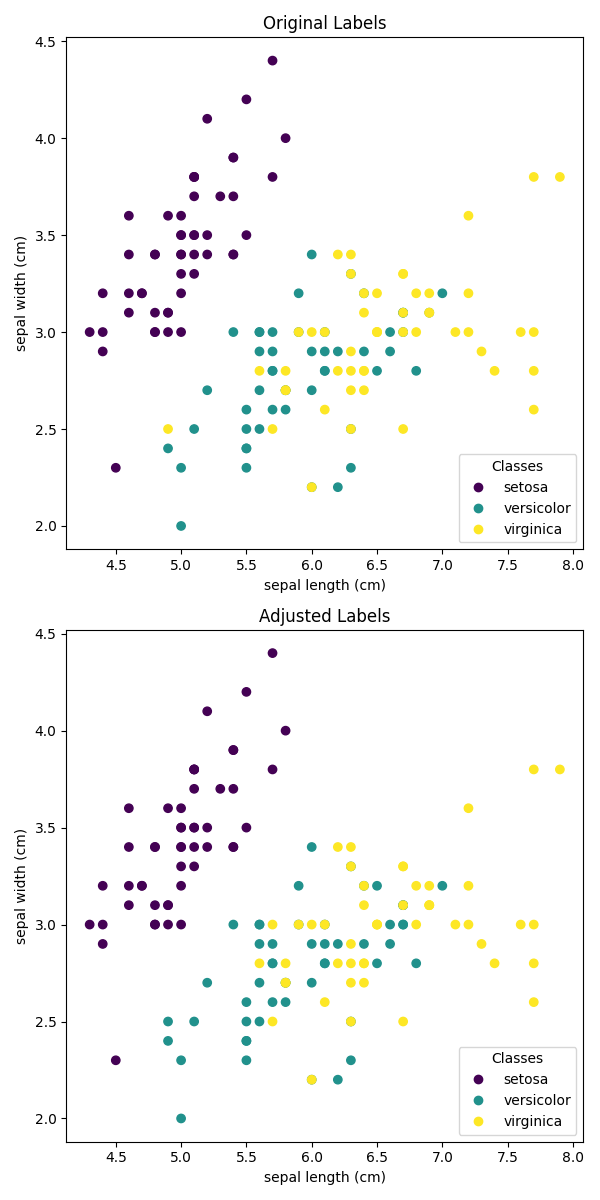 Original Labels
4.5
4.0
3.5
3.0
2.5
2.0
sepal width (cm)
Classes
setosa
versicolor
virginica
4.5 5.0 5.5 6.0 6.5 7.0 7.5 8.0
sepal length (cm)
Adjusted Labels
4.5
4.0
3.5
3.0
2.5
2.0
sepal width (cm)
Classes
setosa
versicolor
virginica
4.5 5.0 5.5 6.0 6.5 7.0 7.5 8.0
sepal length (cm)